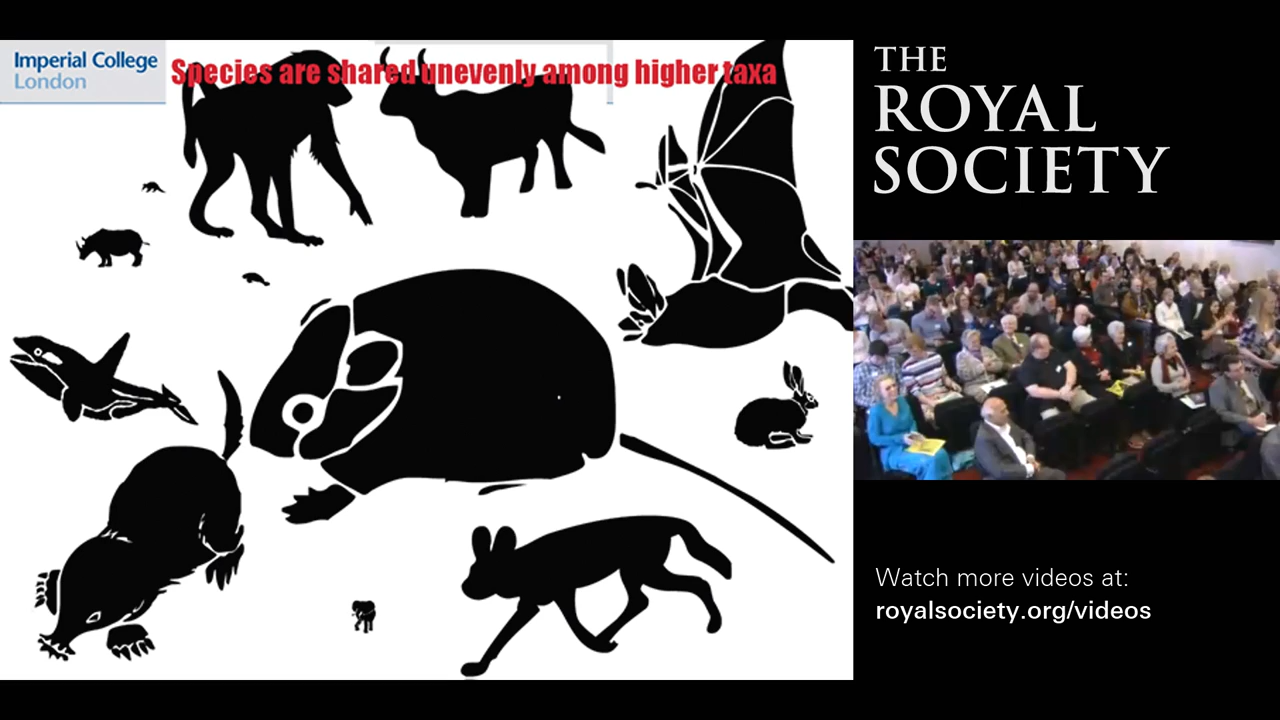 Imperial College
London
Species are shared unevenly among higher taxa
THE
ROYAL
SOCIETY
Watch more videos at:
royalsociety.org/videos